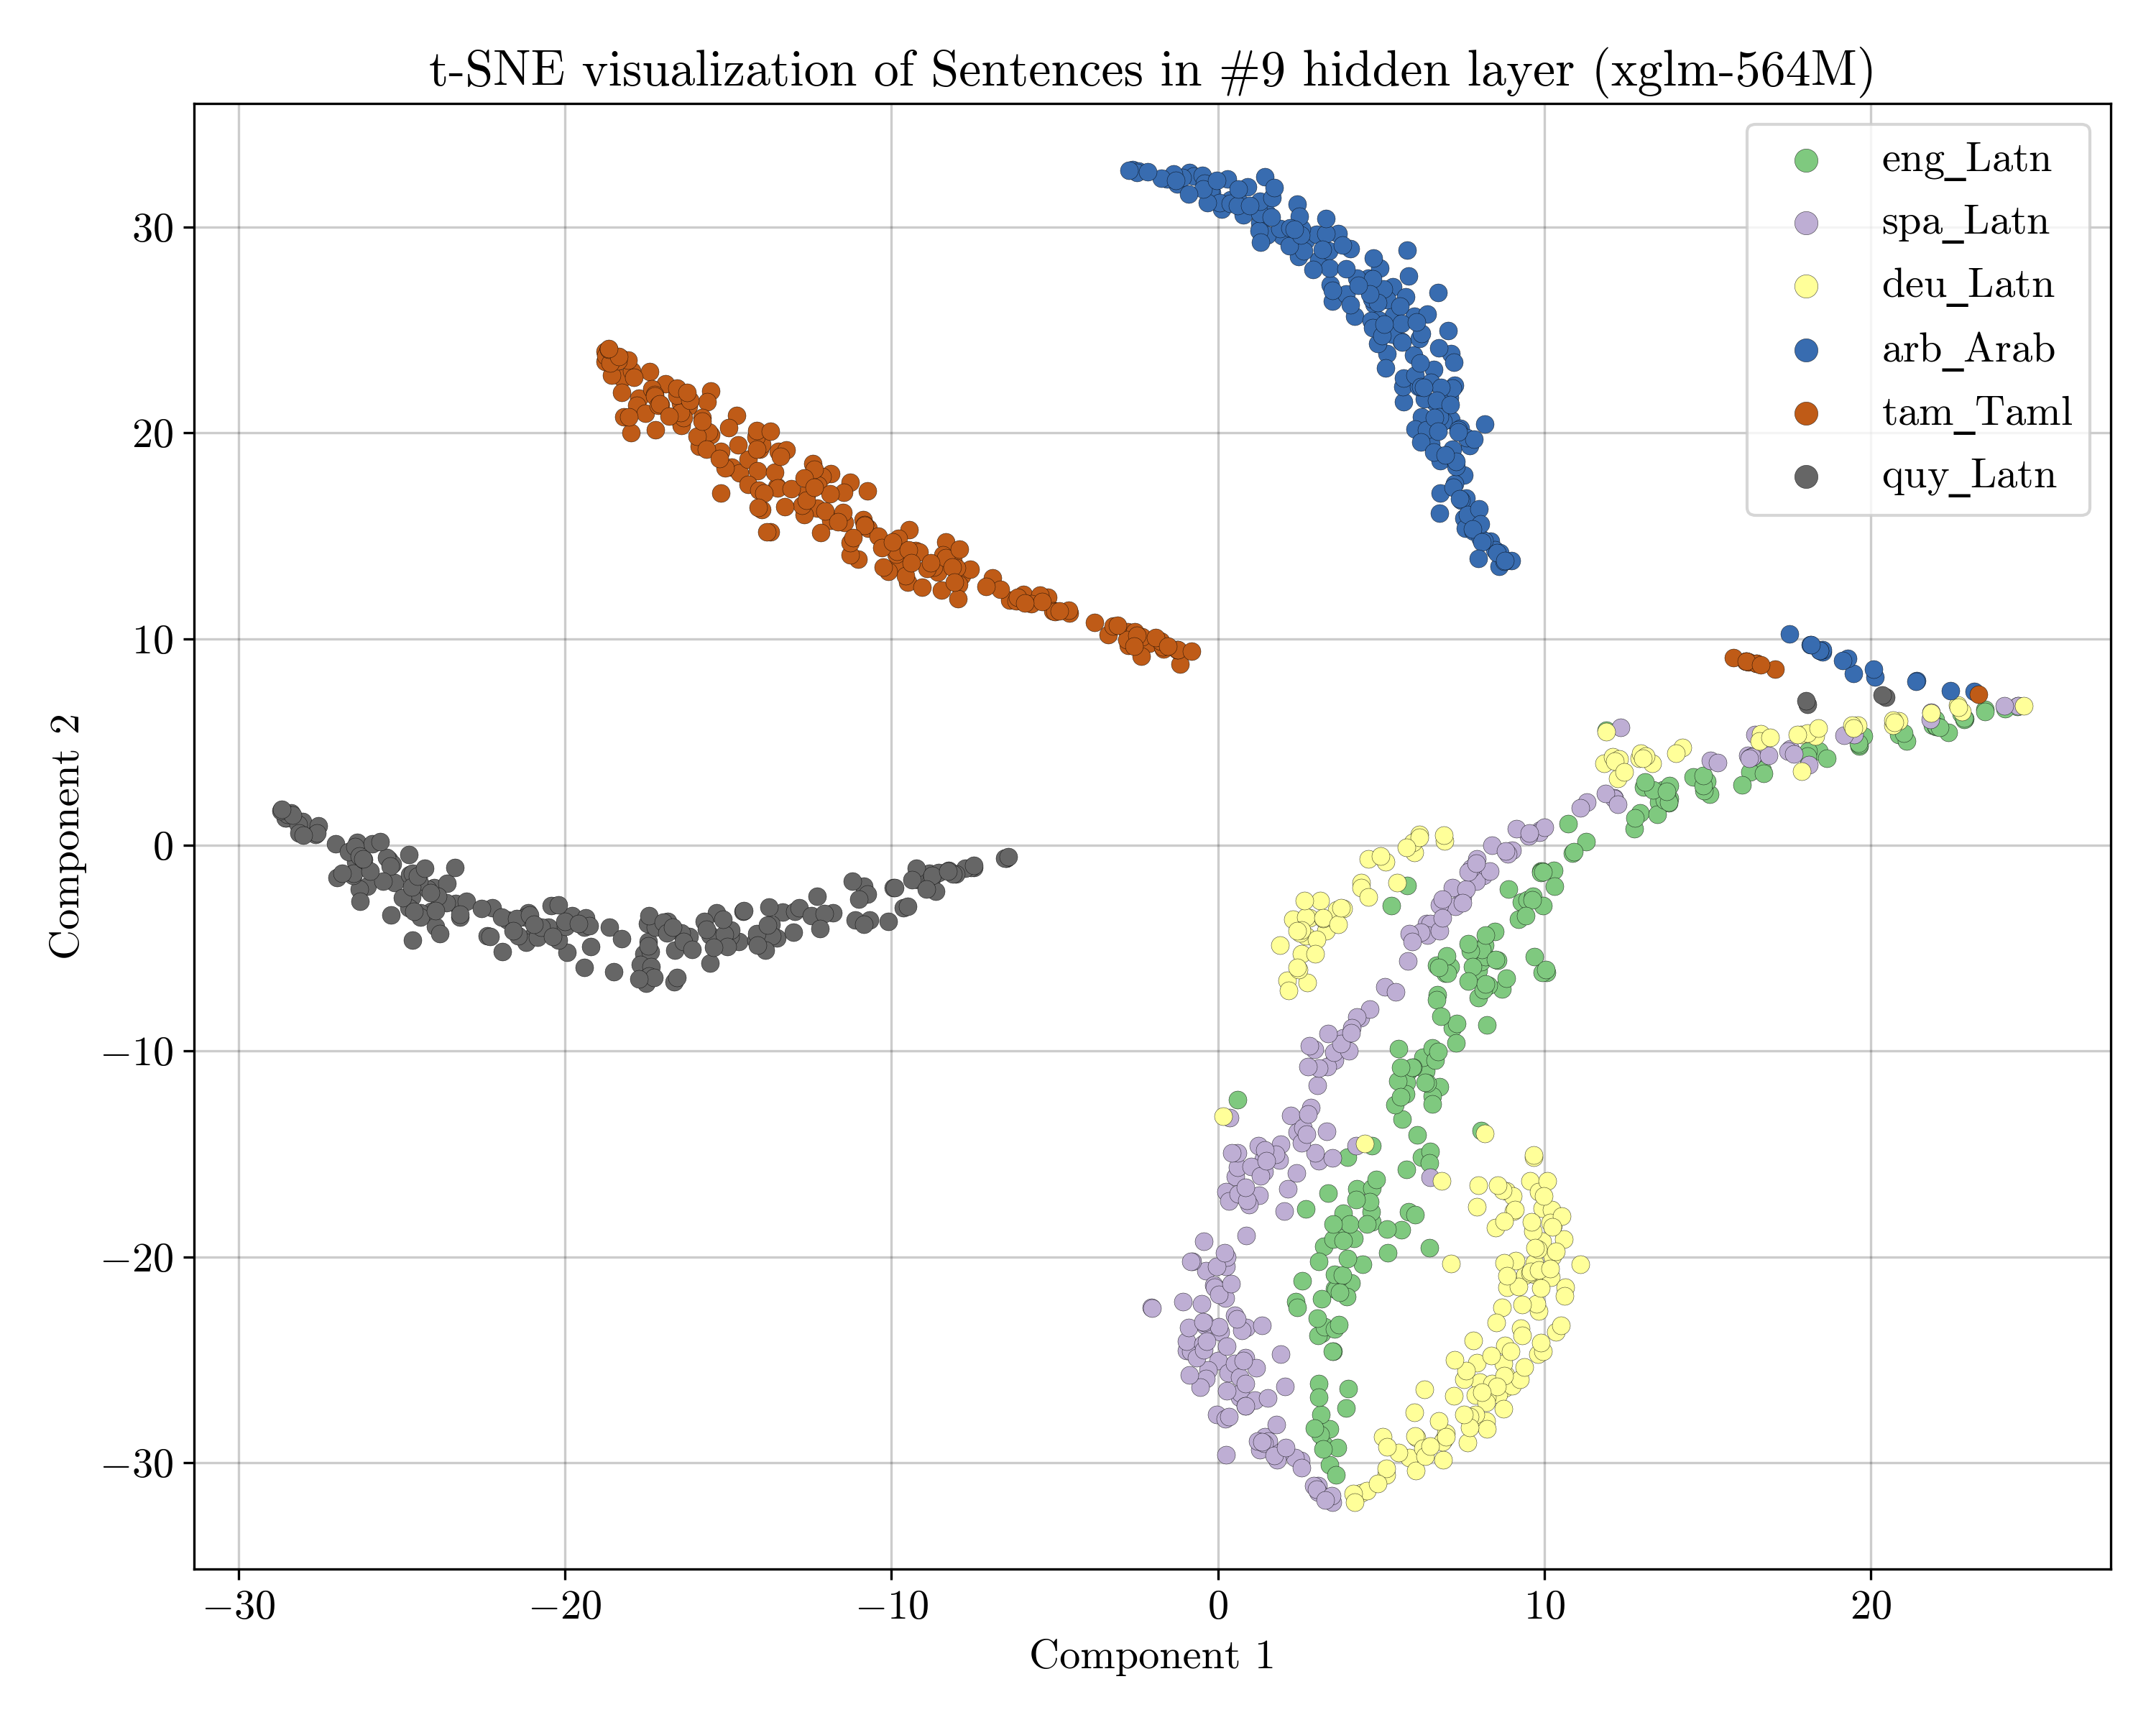 t-SNE visualization of Sentences in #9 hidden layer (xglm-564M)
eng_Latn
spa_Latn
deu_Latn
arb_Arab
tam_Taml
quy_Latn
Component 2
30
20
10
0
−10
−20
−30
−30 −20 −10 0 10 20
Component 1